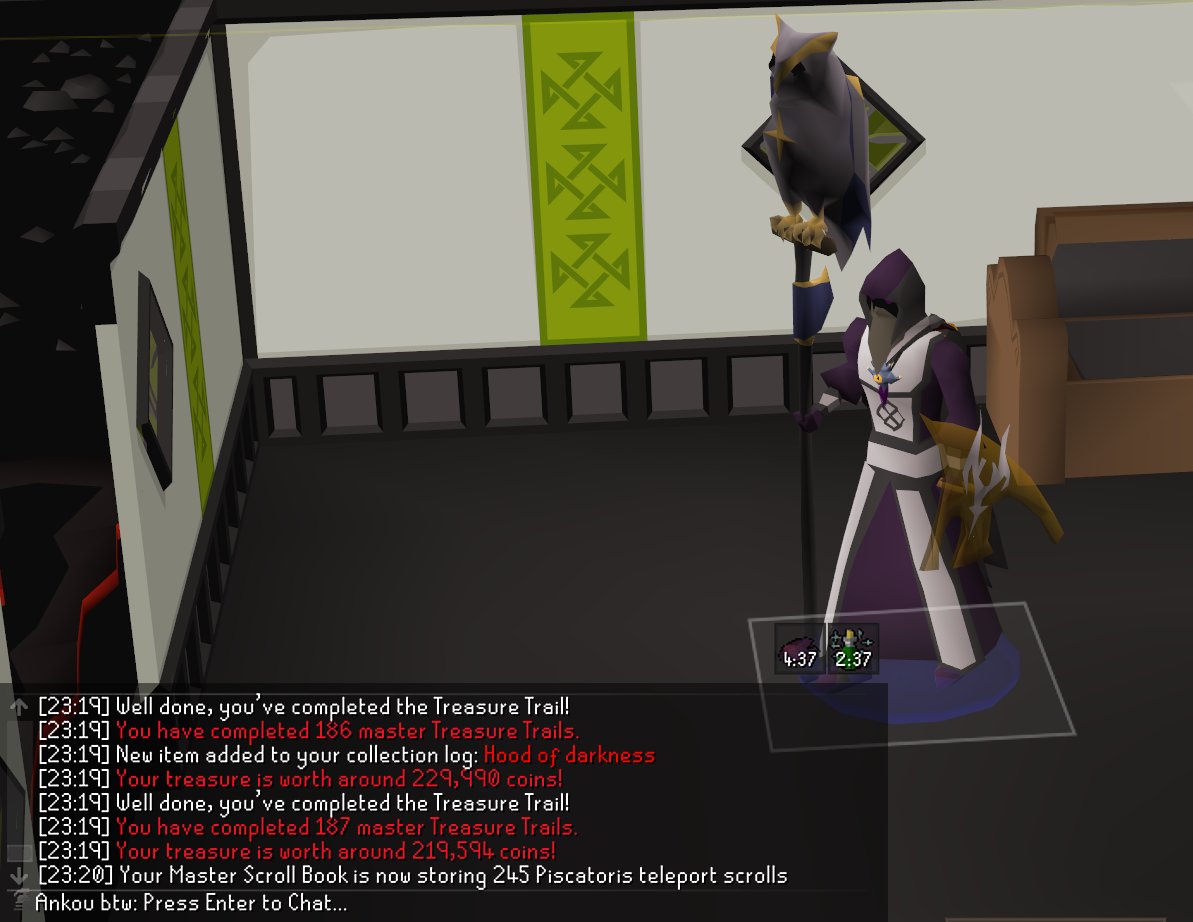 4:37 2:37
[23:19] Well done, you've completed the Treasure Trail!
[23:19] You have completed 186 master Treasure Trails.
[23:19] New item added to your collection log: Hood of darkness
[23:19] Your treasure is worth around 229,990 coins!
[23:19] Well done, you've completed the Treasure Trail!
[23:19] You have completed 187 master Treasure Trails.
[23:19] Your treasure is worth around 219,594 coins!
[23:20] Your Master Scroll Book is now storing 245 Piscatoris teleport scrolls
Ankou btw: Press Enter to Chat...